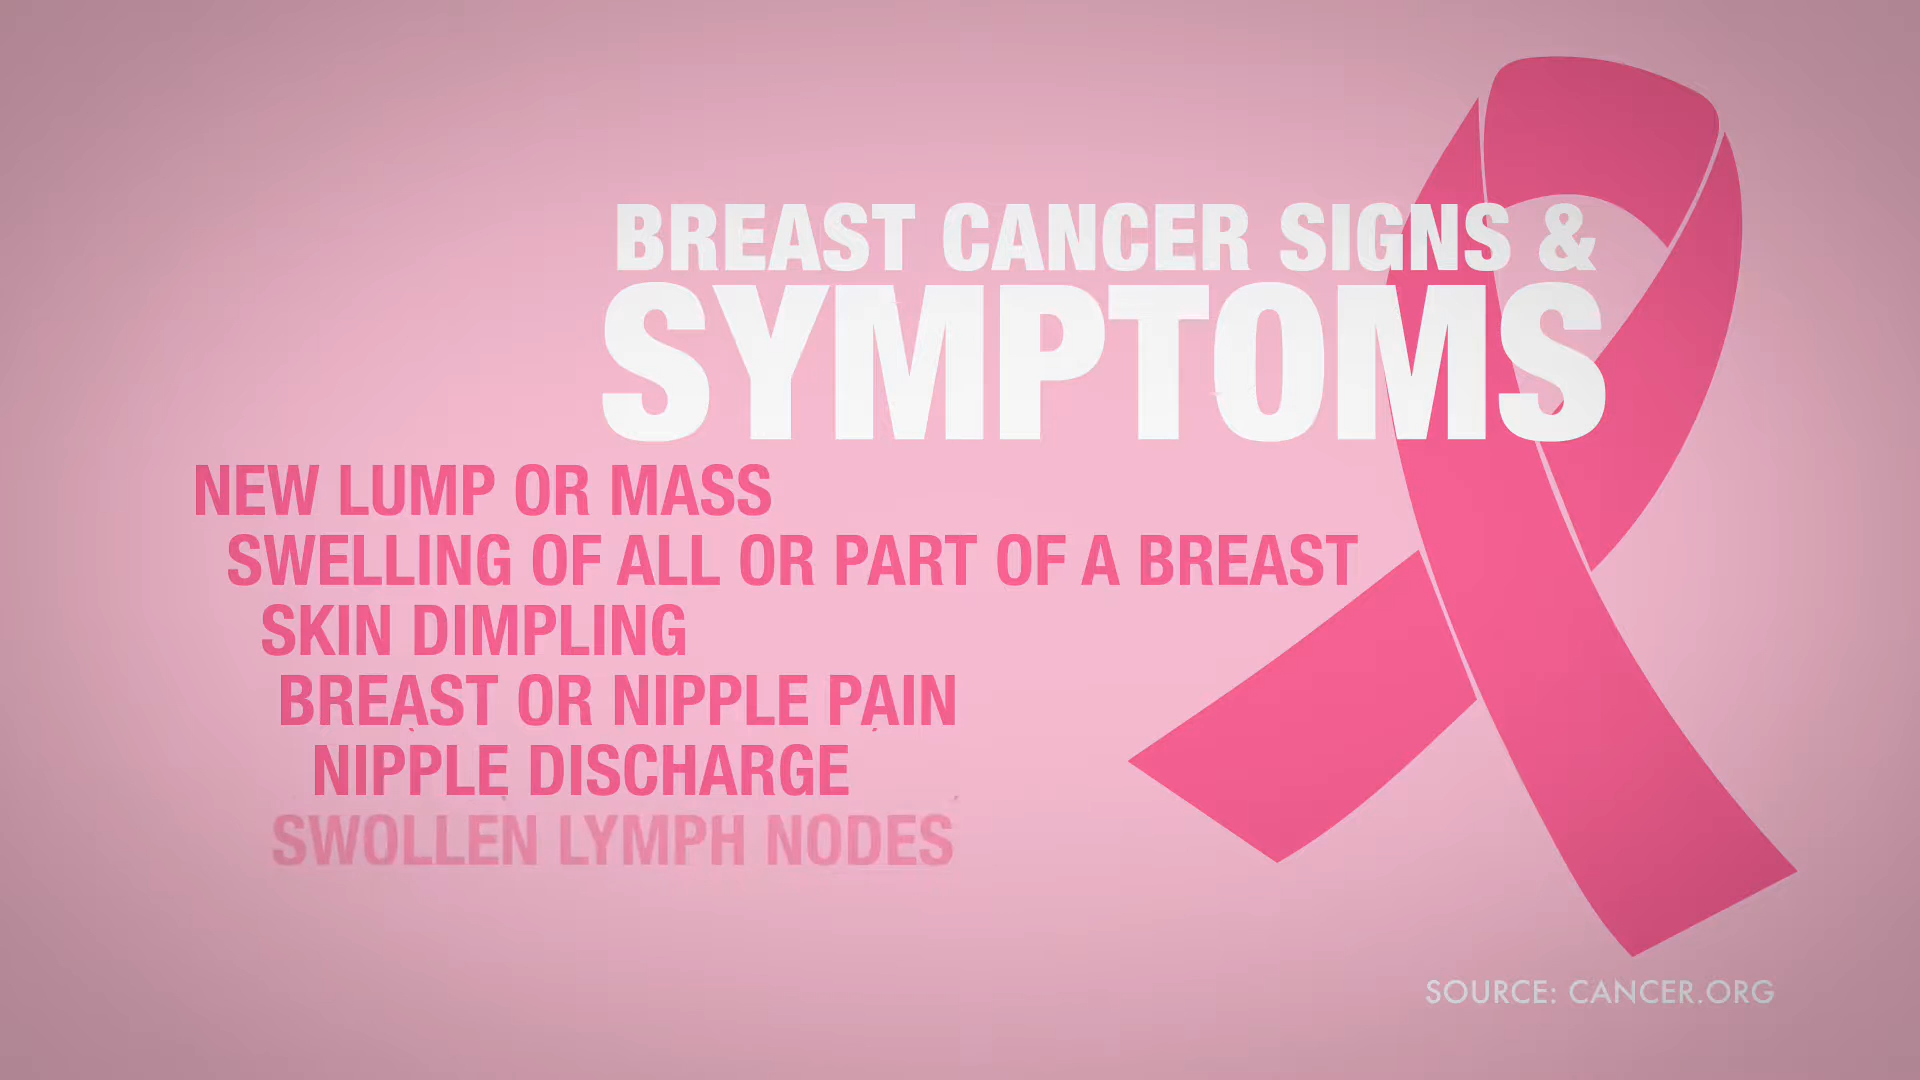 BREAST CANCER SIGNS &
SYMPTOMS
NEW LUMP OR MASS
SWELLING OF ALL OR PART OF A BREAST
SKIN DIMPLING
BREAST OR NIPPLE PAIN
NIPPLE DISCHARGE
SWOLLEN LYMPH NODES
SOURCE: CANCER.ORG